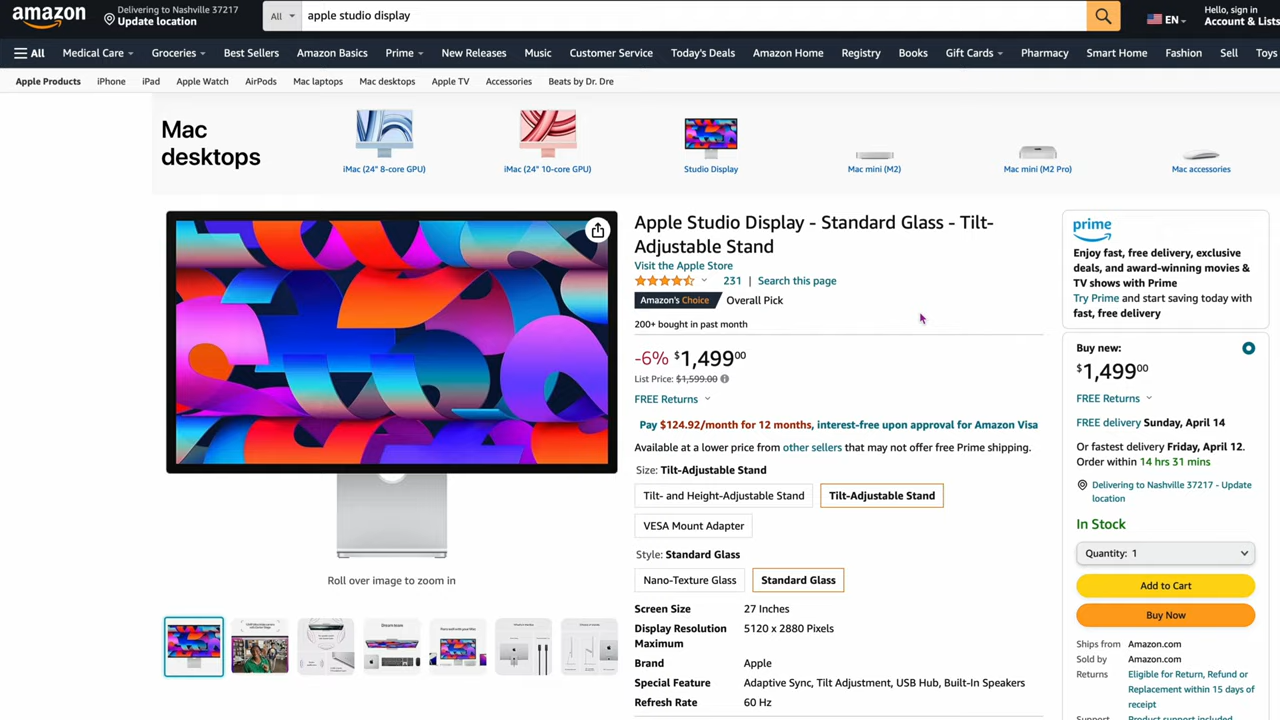 amazon
Delivering to Nashville 37217
Update location
All
apple studio display
EN
Hello, sign in
Account & Lists
All
Medical Care
Groceries
Best Sellers
Amazon Basics
Prime
New Releases
Music
Customer Service
Today's Deals
Amazon Home
Registry
Books
Gift Cards
Pharmacy
Smart Home
Fashion
Sell
Toys
Apple Products
iPhone
iPad
Apple Watch
AirPods
Mac laptops
Mac desktops
Apple TV
Accessories
Beats by Dr. Dre
Mac
desktops
iMac (24" 8-core GPU)
iMac (24" 10-core GPU)
Studio Display
Mac mini (M2)
Mac mini (M2 Pro)
Mac accessories
Roll over image to zoom in
Apple Studio Display - Standard Glass - Tilt-
Adjustable Stand
Visit the Apple Store
231 | Search this page
Amazon's Choice Overall Pick
200+ bought in past month
-6% $1,499.00
List Price: $1,599.00
FREE Returns
Pay $124.92/month for 12 months, interest-free upon approval for Amazon Visa
Available at a lower price from other sellers that may not offer free Prime shipping.
Size: Tilt-Adjustable Stand
Tilt- and Height-Adjustable Stand
Tilt-Adjustable Stand
VESA Mount Adapter
Style: Standard Glass
Nano-Texture Glass
Standard Glass
Screen Size 27 Inches
Display Resolution 5120 x 2880 Pixels
Maximum
Brand Apple
Special Feature Adaptive Sync, Tilt Adjustment, USB Hub, Built-In Speakers
Refresh Rate 60 Hz
prime
Enjoy fast, free delivery, exclusive
deals, and award-winning movies &
TV shows with Prime
Try Prime and start saving today with
fast, free delivery
Buy new:
$1,499.00
FREE Returns
FREE delivery Sunday, April 14
Or fastest delivery Friday, April 12.
Order within 14 hrs 31 mins
Delivering to Nashville 37217 - Update
location
In Stock
Quantity: 1
Add to Cart
Buy Now
Ships from Amazon.com
Sold by Amazon.com
Returns Eligible for Return, Refund or
Replacement within 15 days of
receipt